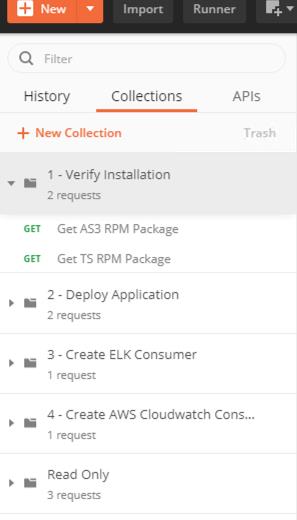 New Import Runner
Filter
History Collections APIs
+ New Collection Trash
1 - Verify Installation
2 requests
GET Get AS3 RPM Package
GET Get TS RPM Package
2 - Deploy Application
2 requests
3 - Create ELK Consumer
1 request
4 - Create AWS Cloudwatch Cons...
1 request
Read Only
3 requests